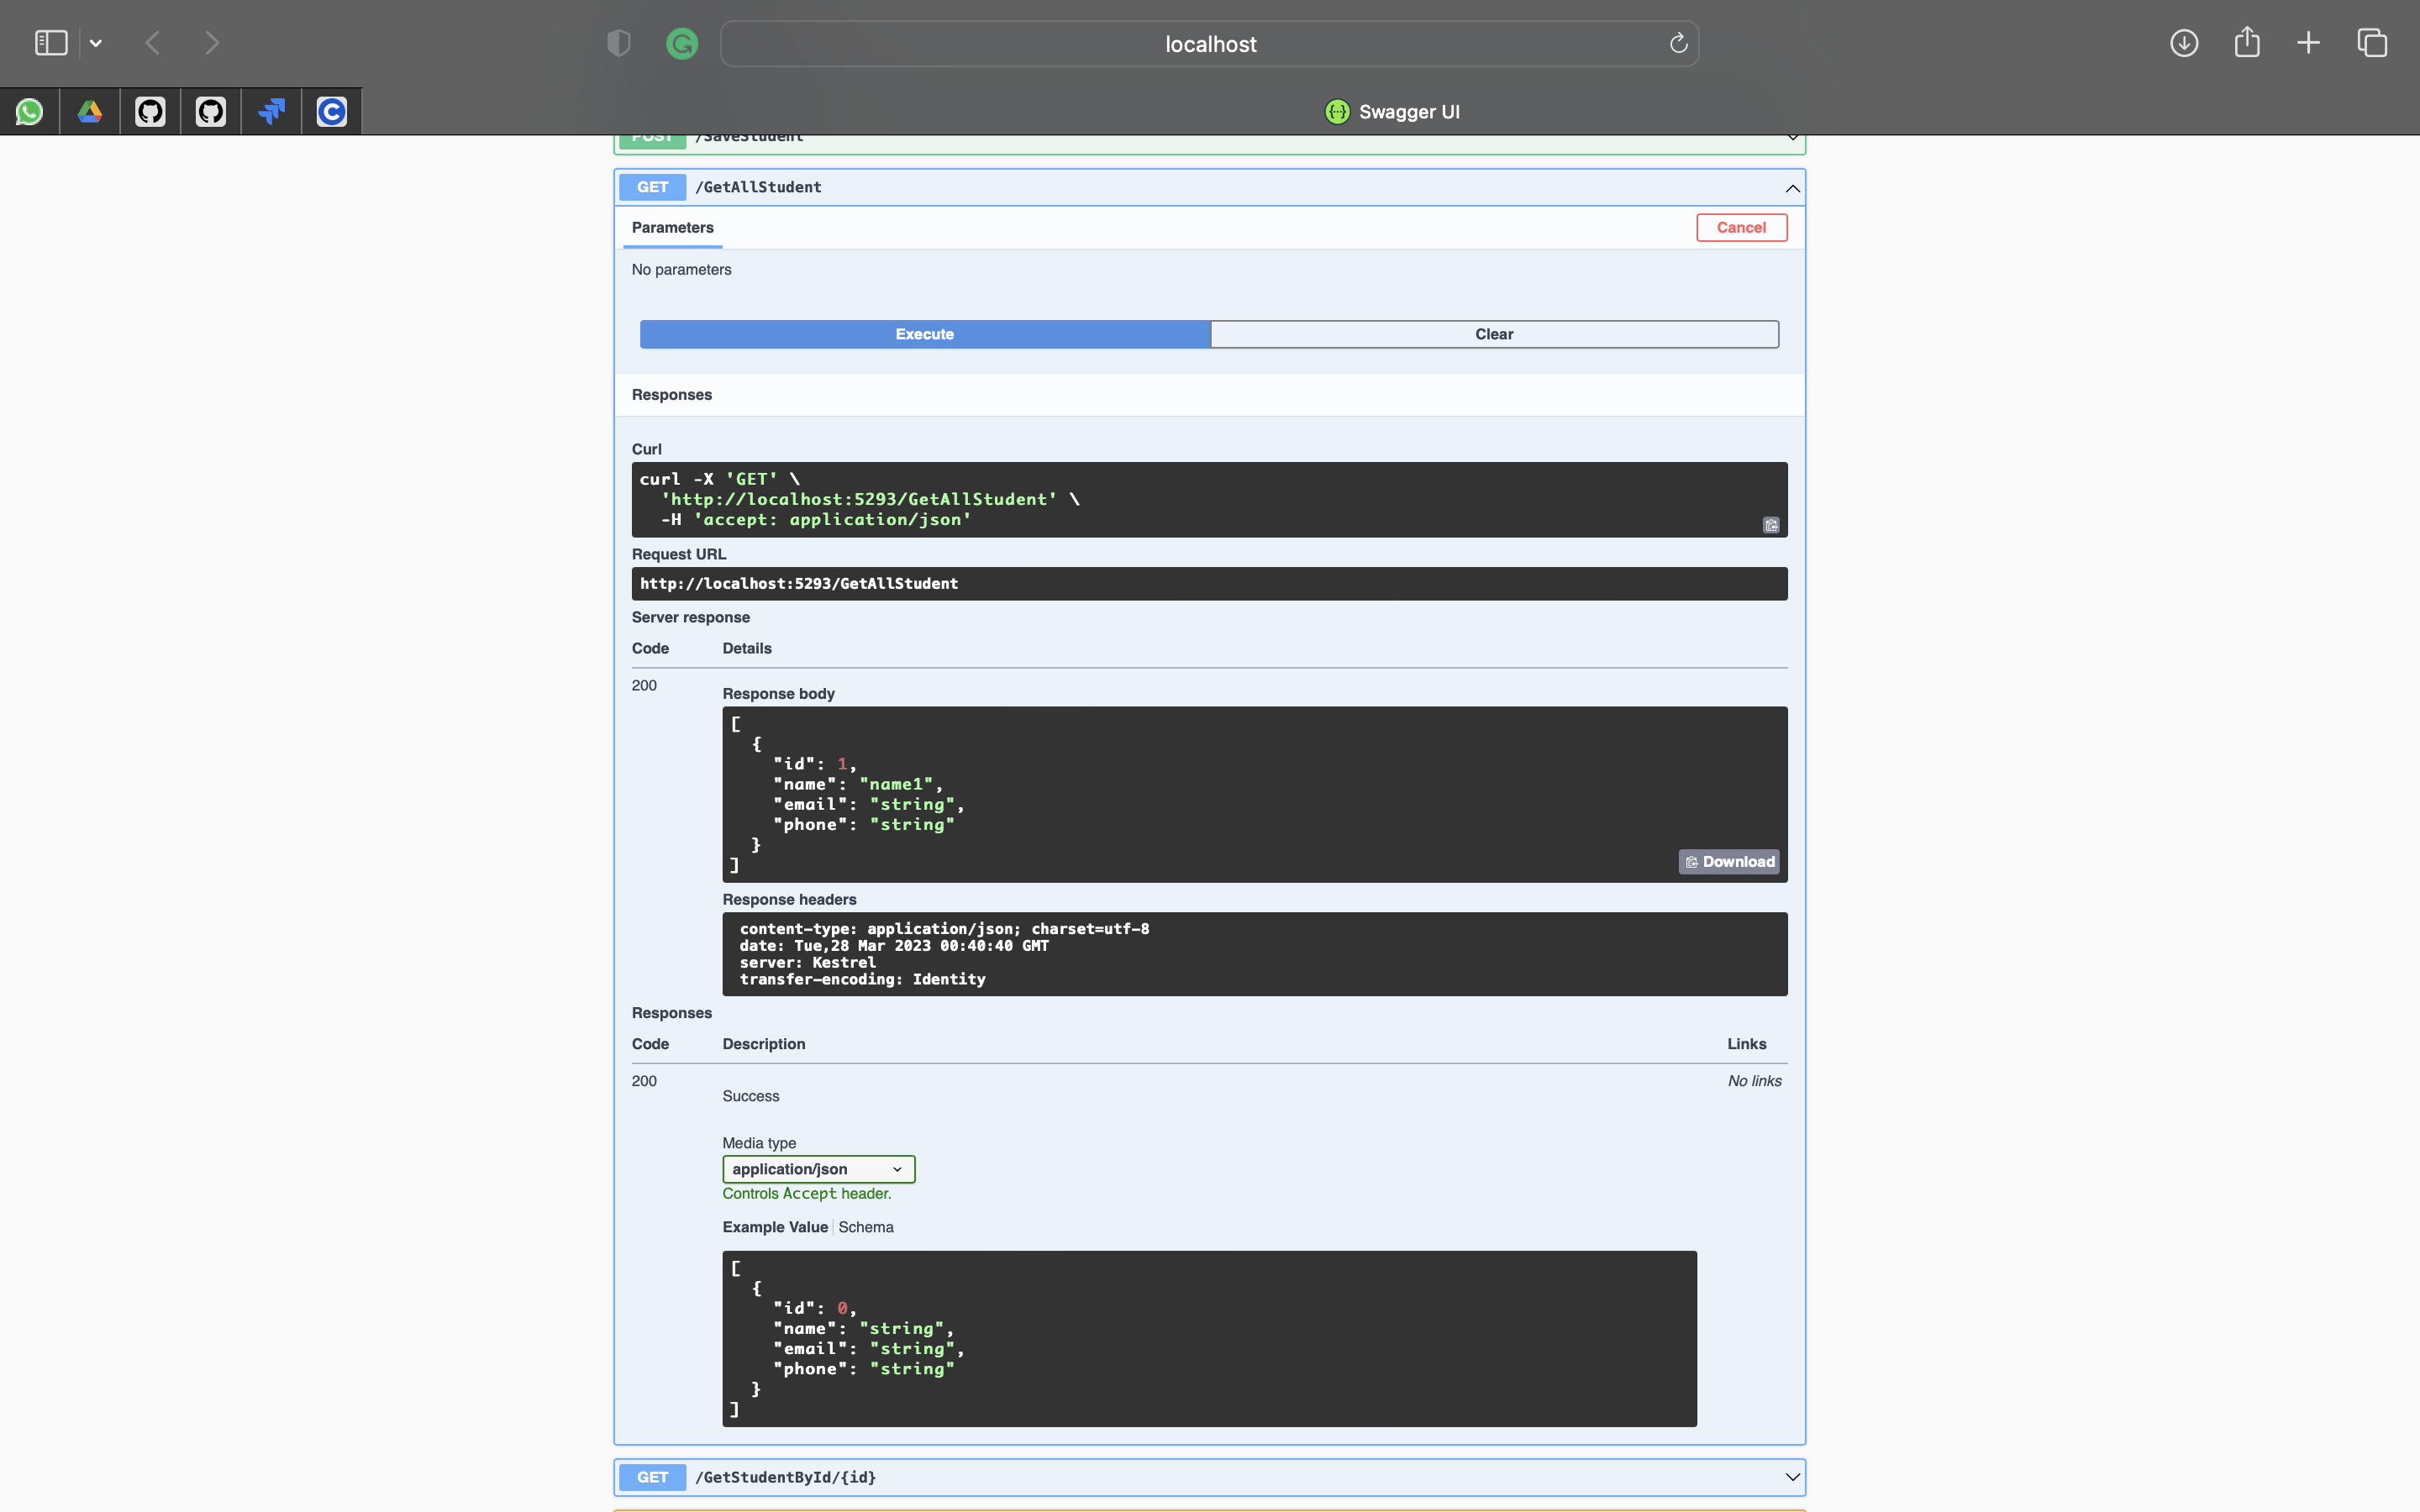 localhost
Swagger UI
POST /SaveStudent
GET /GetAllStudent
Parameters
Cancel
No parameters
Execute
Clear
Responses
Curl
curl -X 'GET' \
  'http://localhost:5293/GetAllStudent' \
  -H 'accept: application/json'
Request URL
http://localhost:5293/GetAllStudent
Server response
Code Details
200
Response body
[
  {
    "id": 1,
    "name": "name1",
    "email": "string",
    "phone": "string"
  }
]
Download
Response headers
content-type: application/json; charset=utf-8
date: Tue,28 Mar 2023 00:40:40 GMT
server: Kestrel
transfer-encoding: Identity
Responses
Code Description Links
200 No links
Success
Media type
application/json
Controls Accept header.
Example Value Schema
[
  {
    "id": 0,
    "name": "string",
    "email": "string",
    "phone": "string"
  }
]
GET /GetStudentById/{id}